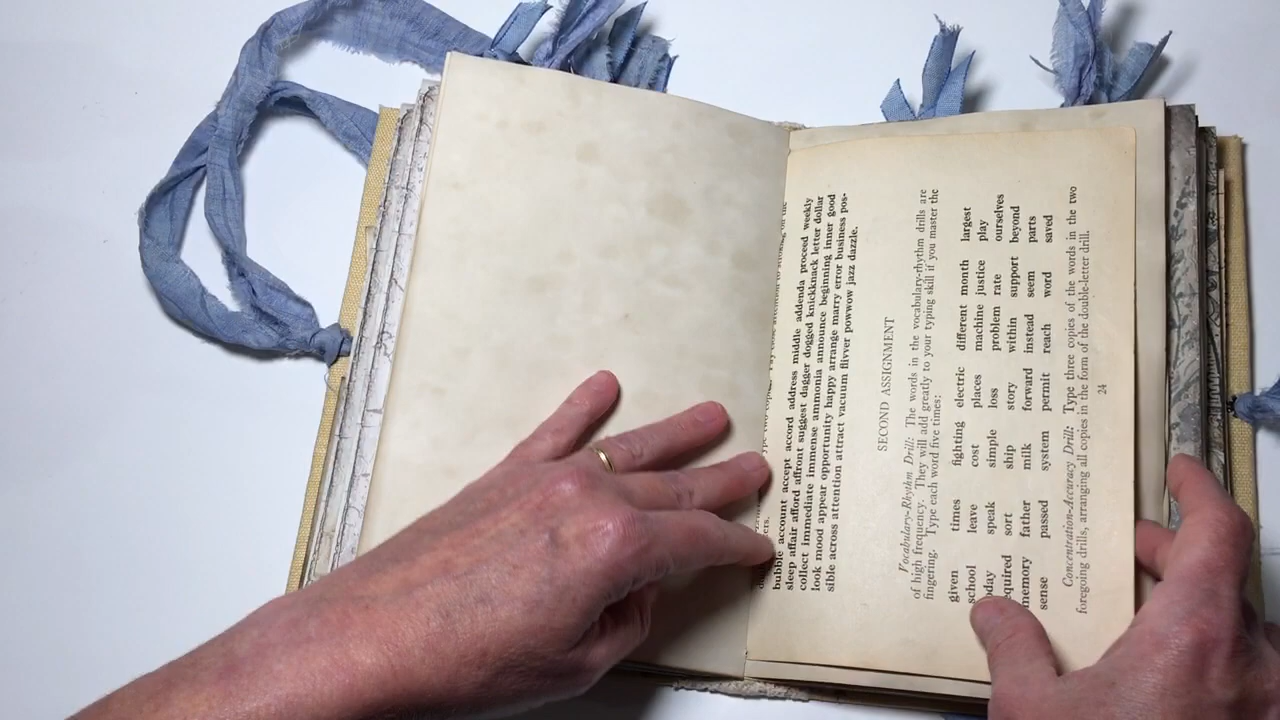 ers.
bubble account accept accord address middle addenda proceed weekly
sleep affair afford affront suggest dagger dogged knickknack letter dollar
collect immediate immense ammonia announce beginning inner good
look mood appear opportunity happy arrange marry error business pos-
sible across attention attract vacuum flivver powwow jazz dazzle.
SECOND ASSIGNMENT
Vocabulary-Rhythm Drill: The words in the vocabulary-rhythm drills are
of high frequency. They will add greatly to your typing skill if you master the
fingering. Type each word five times:
given times fighting electric different month largest
school leave cost places machine justice play
oday speak simple loss problem rate ourselves
equired sort ship story within support beyond
memory father milk forward instead seem parts
sense passed system permit reach word saved
Concentration-Accuracy Drill: Type three copies of the words in the two
foregoing drills, arranging all copies in the form of the double-letter drill.
24